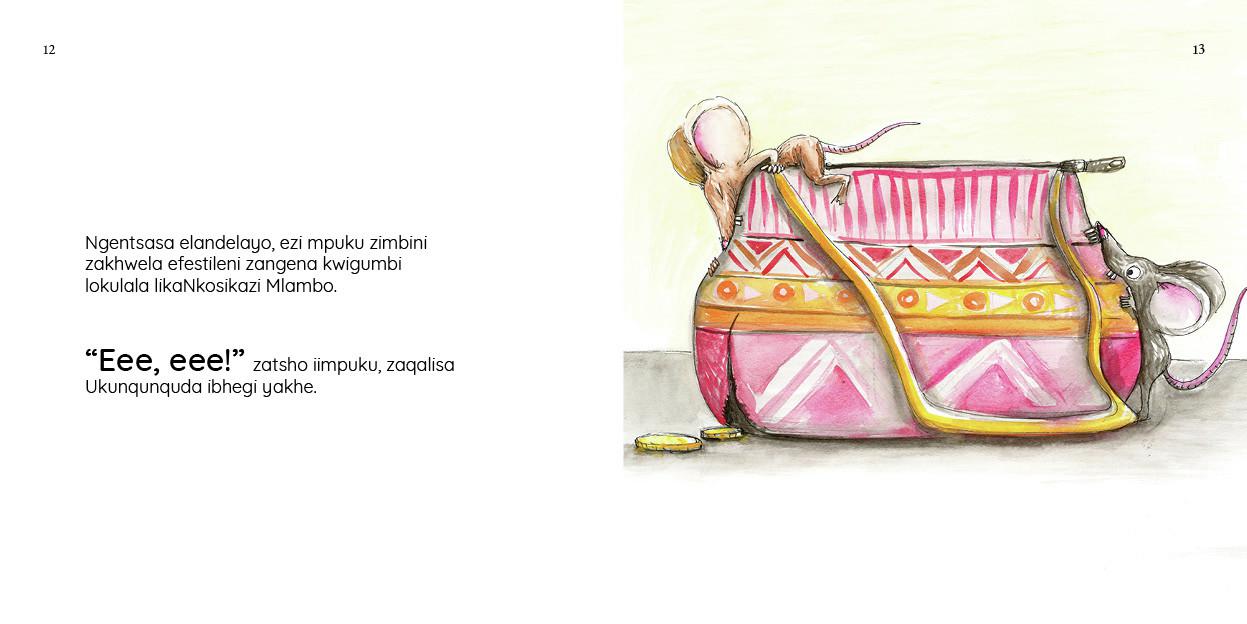 12
13
Ngentsasa elandelayo, ezi mpuku zimbini
zakhwela efestileni zangena kwigumbi
lokulala likaNkosikazi Mlambo.
“Eee, eee!” zatsho iimpuku, zaqalisa
Ukunqunquda ibhegi yakhe.